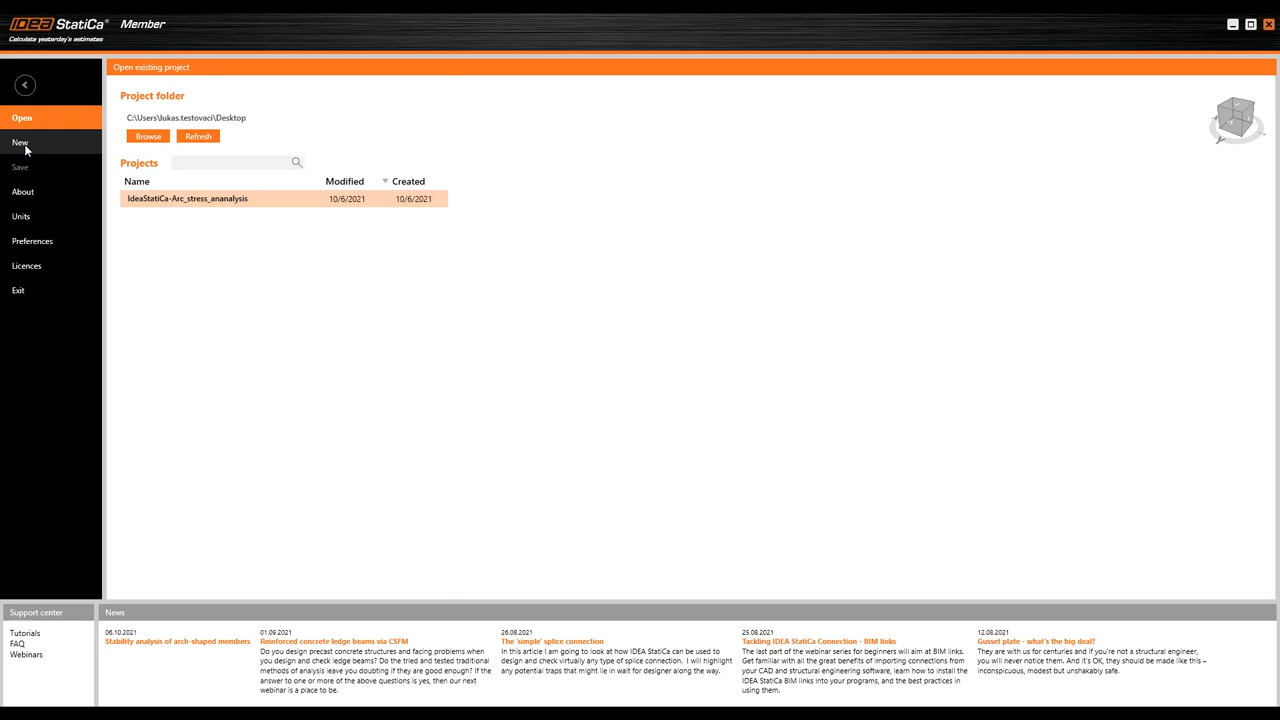 IDEA StatiCa® Member
Calculate yesterday's estimates
Open existing project
Open
New
Save
About
Units
Preferences
Licences
Exit
Project folder
C:\Users\lukas.testovaci\Desktop
Browse Refresh
Projects
Name Modified Created
IdeaStatiCa-Arc_stress_ananalysis 10/6/2021 10/6/2021
Support center
Tutorials
FAQ
Webinars
News
06.10.2021
Stability analysis of arch-shaped members
01.09.2021
Reinforced concrete ledge beams via CSFM
Do you design precast concrete structures and facing problems when
you design and check ledge beams? Do the tried and tested traditional
methods of analysis leave you doubting if they are good enough? If the
answer to one or more of the above questions is yes, then our next
webinar is a place to be.
26.08.2021
The 'simple' splice connection
In this article I am going to look at how IDEA StatiCa can be used to
design and check virtually any type of splice connection. I will highlight
any potential traps that might lie in wait for designer along the way.
25.08.2021
Tackling IDEA StatiCa Connection - BIM links
The last part of the webinar series for beginners will aim at BIM links.
Get familiar with all the great benefits of importing connections from
your CAD and structural engineering software, learn how to install the
IDEA StatiCa BIM links into your programs, and the best practices in
using them.
12.08.2021
Gusset plate - what's the big deal?
They are with us for centuries and if you're not a structural engineer,
you will never notice them. And it's OK, they should be made like this –
inconspicuous, modest but unshakably safe.